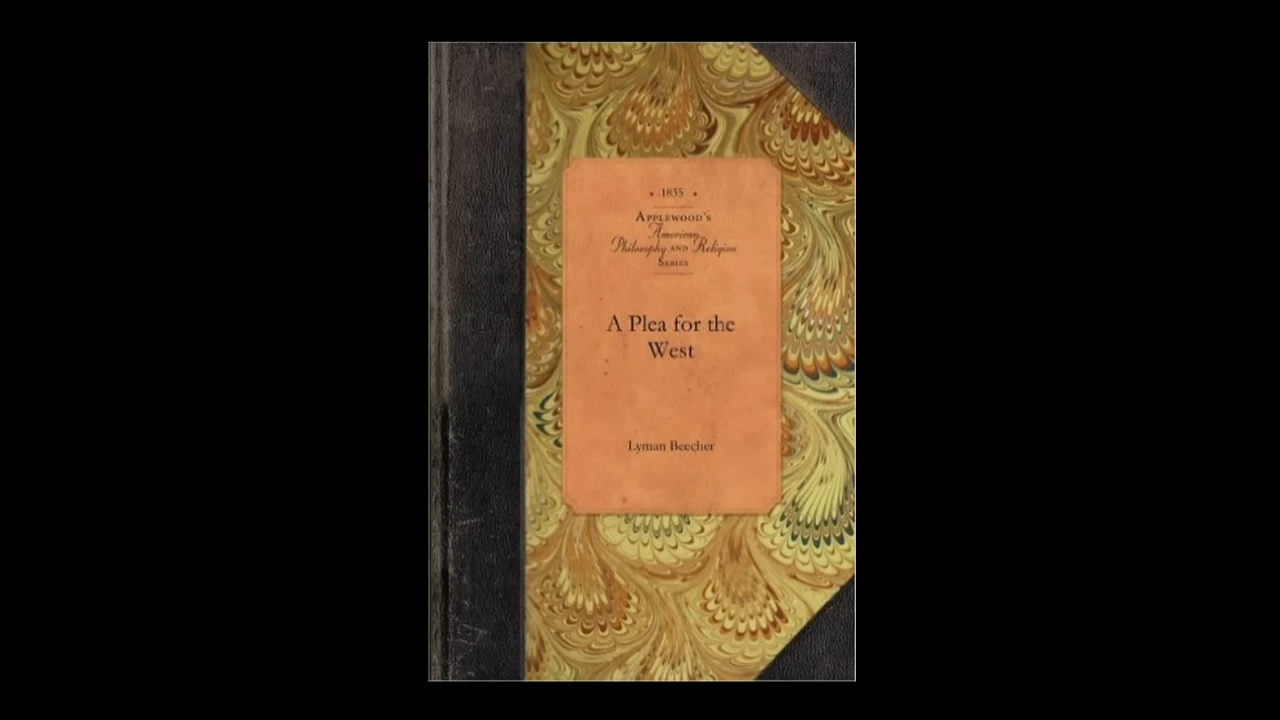 • 1835 •
APPLEWOOD'S
American
Philosophy AND Religion
SERIES
A Plea for the
West
Lyman Beecher